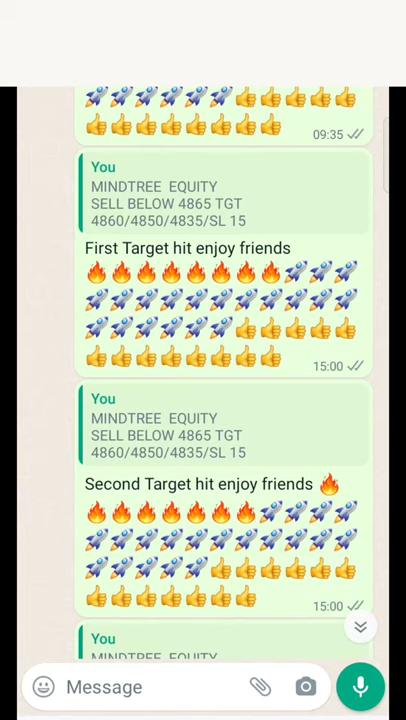 09:35
You
MINDTREE EQUITY
SELL BELOW 4865 TGT
4860/4850/4835/SL 15
First Target hit enjoy friends
15:00
You
MINDTREE EQUITY
SELL BELOW 4865 TGT
4860/4850/4835/SL 15
Second Target hit enjoy friends
15:00
You
MINDTREE EQUITY
Message